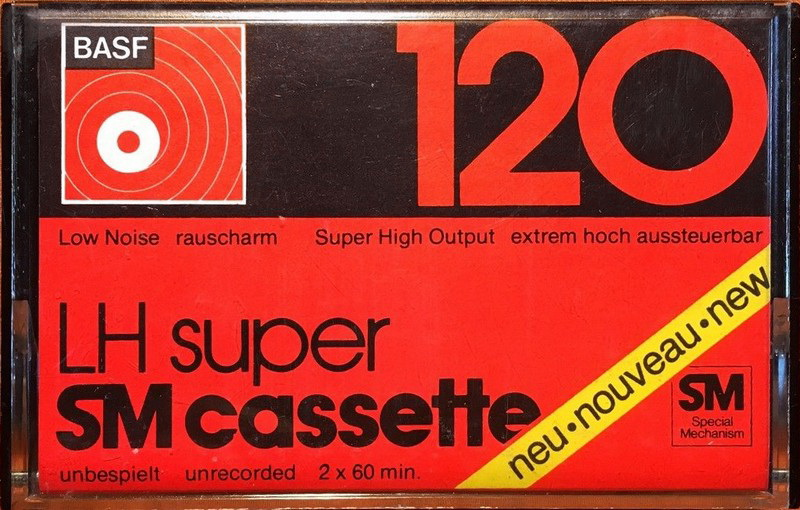 BASF
120
Low Noise rauscharm Super High Output extrem hoch aussteuerbar
LH super
SM cassette
neu•nouveau•new
SM
Special
Mechanism
unbespielt unrecorded 2 x 60 min.